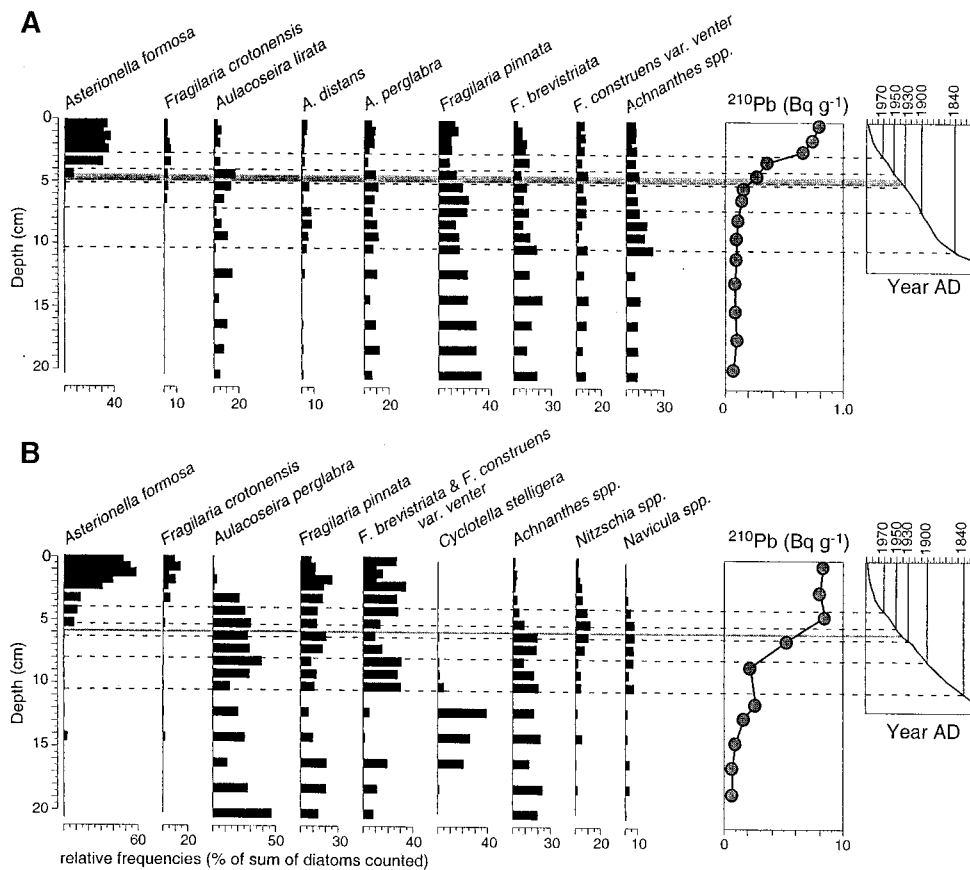 A
Asterionella formosa
Fragilaria crotonensis
Aulacoseira lirata
A. distans
A. perglabra
Fragilaria pinnata
F. brevistriata
F. construens var. venter
Achnanthes spp.
210Pb (Bq g-1)
1970
1950
1930
1900
1840
0
5
10
15
20
Depth (cm)
40
10
20
10
20
40
30
20
30
0
1.0
Year AD
B
Asterionella formosa
Fragilaria crotonensis
Aulacoseira perglabra
Fragilaria pinnata
F. brevistriata & F. construens
var. venter
Cyclotella stelligera
Achnanthes spp.
Nitzschia spp.
Navicula spp.
210Pb (Bq g-1)
1970
1950
1930
1900
1840
0
5
10
15
20
Depth (cm)
60
20
50
30
40
40
30
20
10
0
10
Year AD
relative frequencies (% of sum of diatoms counted)